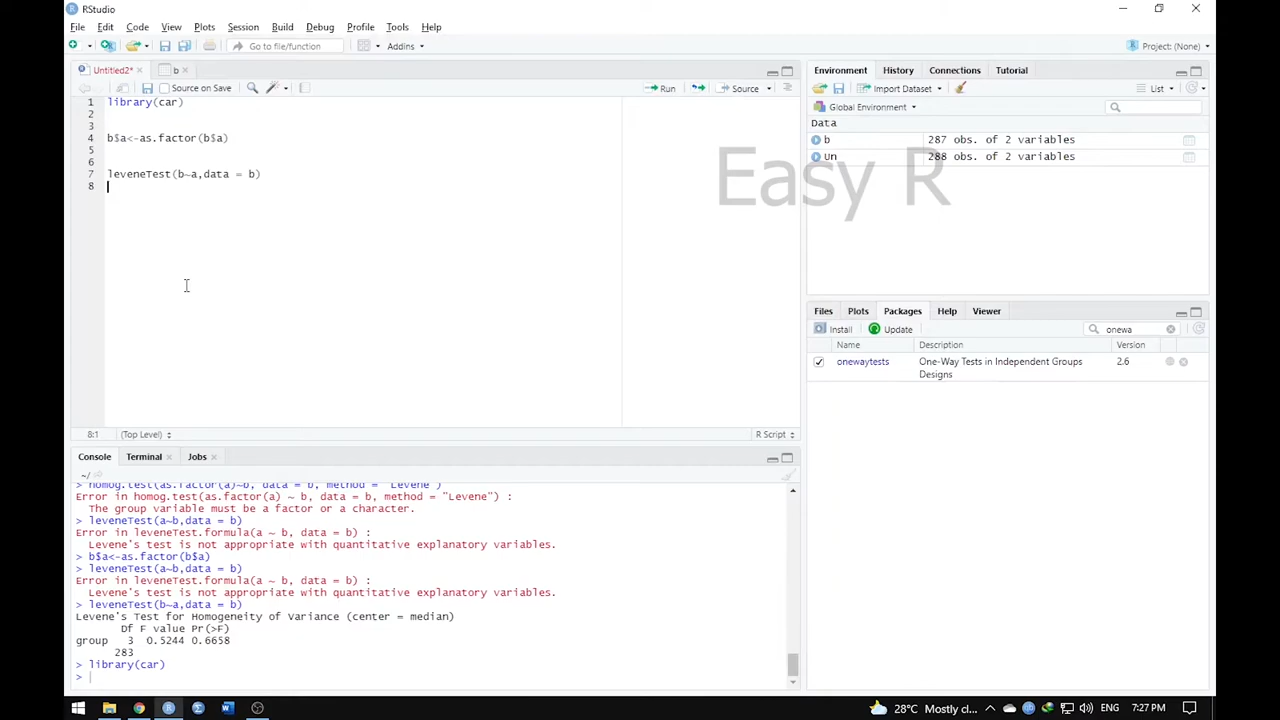 RStudio
File Edit Code View Plots Session Build Debug Profile Tools Help
Go to file/function Addins Project: (None)
Untitled2* b
Source on Save Run Source
1 library(car)
2
3
4 b$a<-as.factor(b$a)
5
6
7 leveneTest(b~a,data = b)
8
8:1 (Top Level) R Script
Console Terminal Jobs
~/
> homog.test(as.factor(a)~b, data = b, method = "Levene")
Error in homog.test(as.factor(a) ~ b, data = b, method = "Levene") :
The group variable must be a factor or a character.
> leveneTest(a~b,data = b)
Error in leveneTest.formula(a ~ b, data = b) :
Levene's test is not appropriate with quantitative explanatory variables.
> b$a<-as.factor(b$a)
> leveneTest(a~b,data = b)
Error in leveneTest.formula(a ~ b, data = b) :
Levene's test is not appropriate with quantitative explanatory variables.
> leveneTest(b~a,data = b)
Levene's Test for Homogeneity of Variance (center = median)
Df F value Pr(>F)
group 3 0.5244 0.6658
283
> library(car)
>
Environment History Connections Tutorial
Import Dataset List
Global Environment
Data
b 287 obs. of 2 variables
Un 288 obs. of 2 variables
Easy R
Files Plots Packages Help Viewer
Install Update onewa
Name Description Version
onewaytests One-Way Tests in Independent Groups Designs 2.6
28°C Mostly cl... ENG 7:27 PM